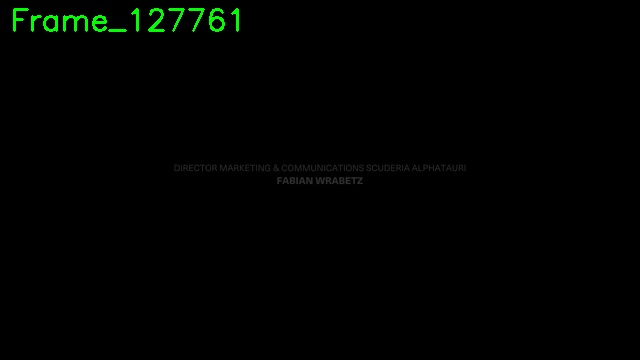 Frame_127761
DIRECTOR MARKETING & COMMUNICATIONS SCUDERIA ALPHATAURI
FABIAN WRABETZ